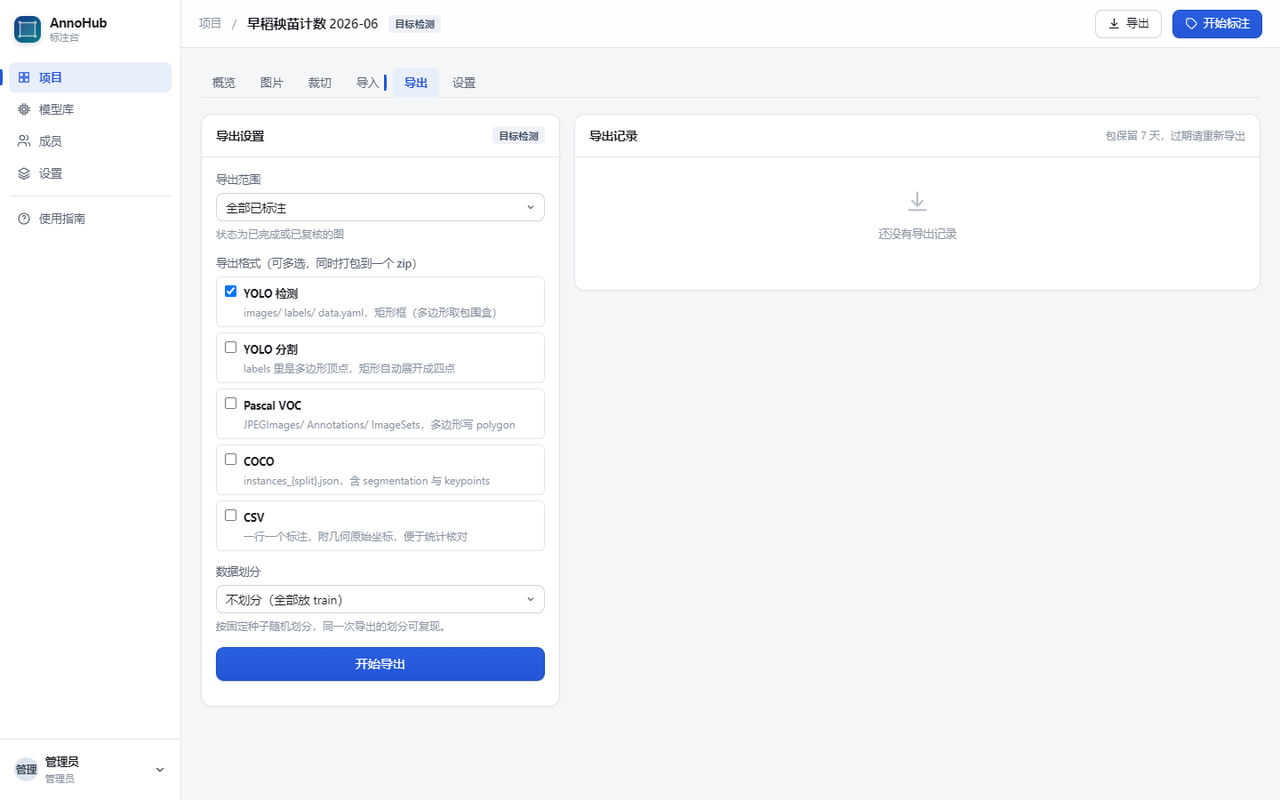 AnnoHub
标注台
项目
模型库
成员
设置
使用指南
管理 管理员
管理员
项目 / 早稻秧苗计数 2026-06 目标检测
导出 开始标注
概览 图片 裁切 导入 导出 设置
导出设置 目标检测
导出范围
全部已标注
状态为已完成或已复核的图
导出格式（可多选，同时打包到一个 zip）
YOLO 检测
images/ labels/ data.yaml，矩形框（多边形取包围盒）
YOLO 分割
labels 里是多边形顶点，矩形自动展开成四点
Pascal VOC
JPEGImages/ Annotations/ ImageSets，多边形写 polygon
COCO
instances_{split}.json，含 segmentation 与 keypoints
CSV
一行一个标注，附几何原始坐标，便于统计核对
数据划分
不划分（全部放 train）
按固定种子随机划分，同一次导出的划分可复现。
开始导出
导出记录 包保留 7 天，过期请重新导出
还没有导出记录